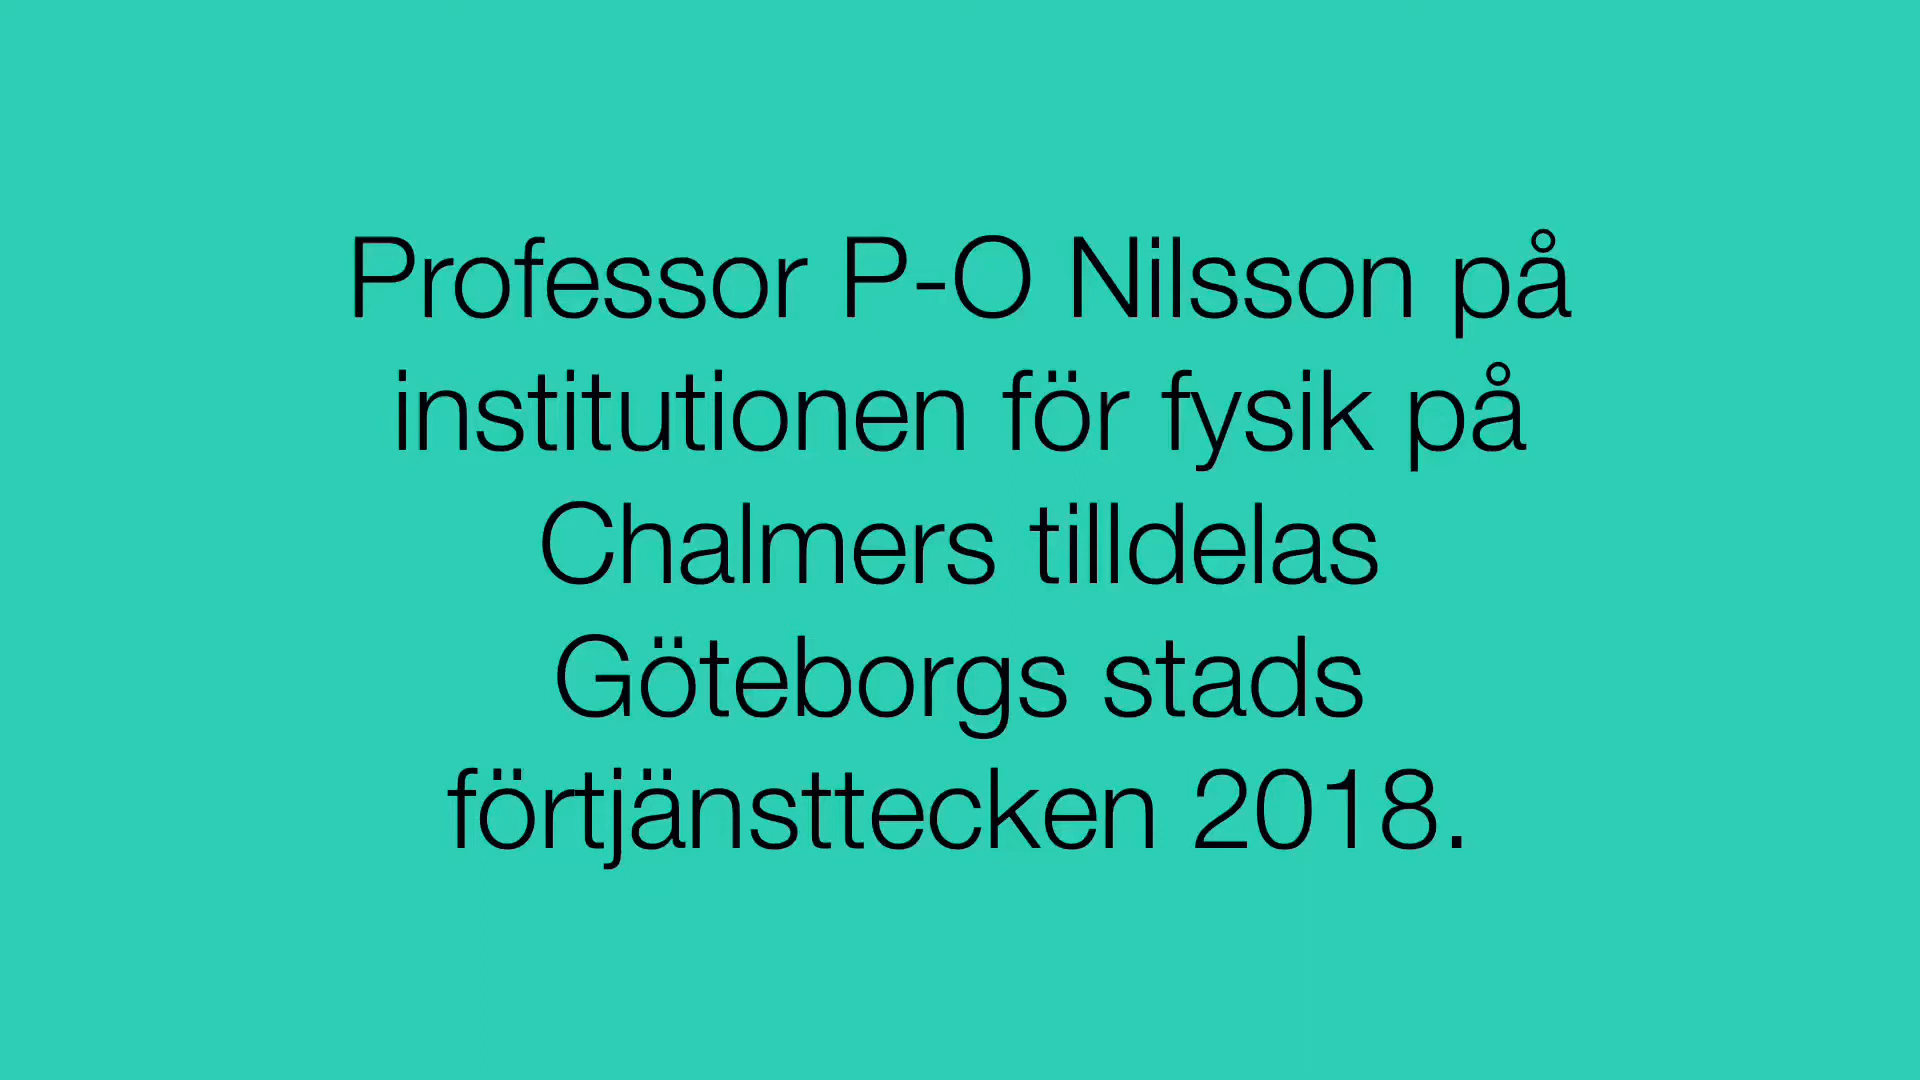 Professor P-O Nilsson på
institutionen för fysik på
Chalmers tilldelas
Göteborgs stads
förtjänsttecken 2018.